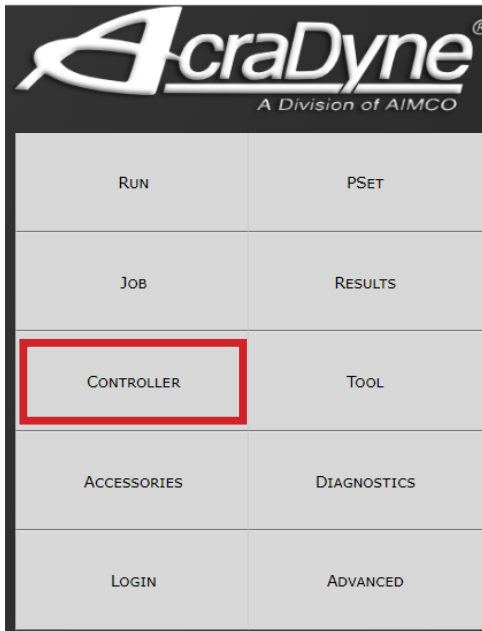 AcraDyne®
A Division of AIMCO
RUN PSET
JOB RESULTS
CONTROLLER TOOL
ACCESSORIES DIAGNOSTICS
LOGIN ADVANCED